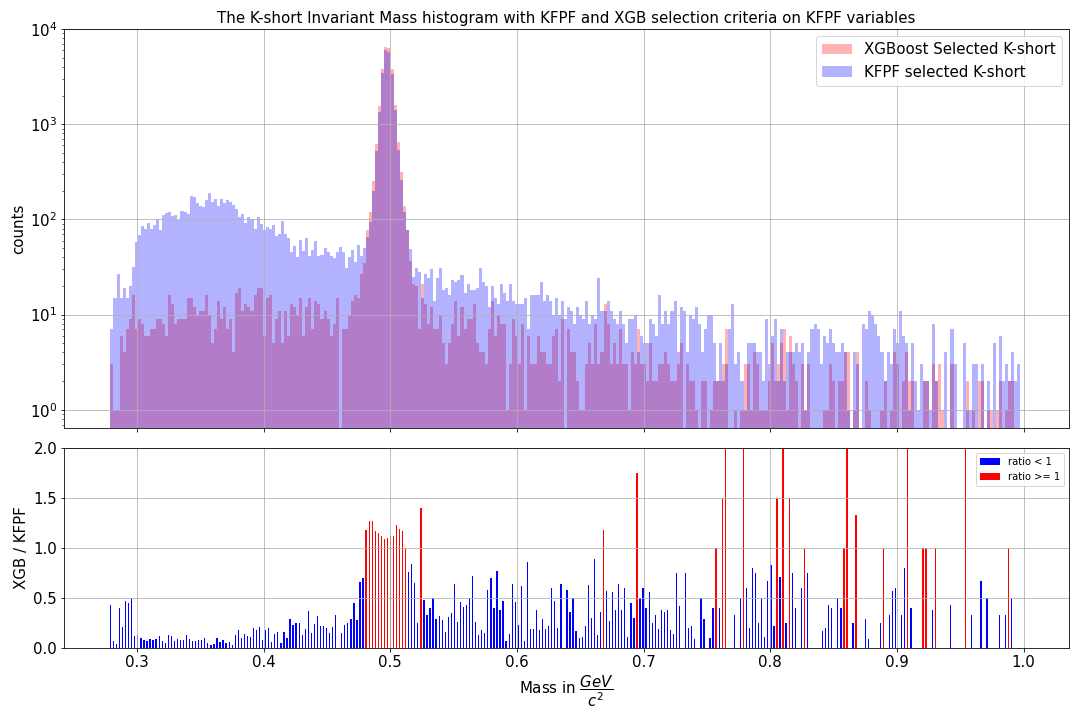 The K-short Invariant Mass histogram with KFPF and XGB selection criteria on KFPF variables
10^4
10^3
10^2
10^1
10^0
counts
XGBoost Selected K-short
KFPF selected K-short
2.0
1.5
1.0
0.5
0.0
XGB / KFPF
ratio < 1
ratio >= 1
0.3 0.4 0.5 0.6 0.7 0.8 0.9 1.0
Mass in GeV/c^2